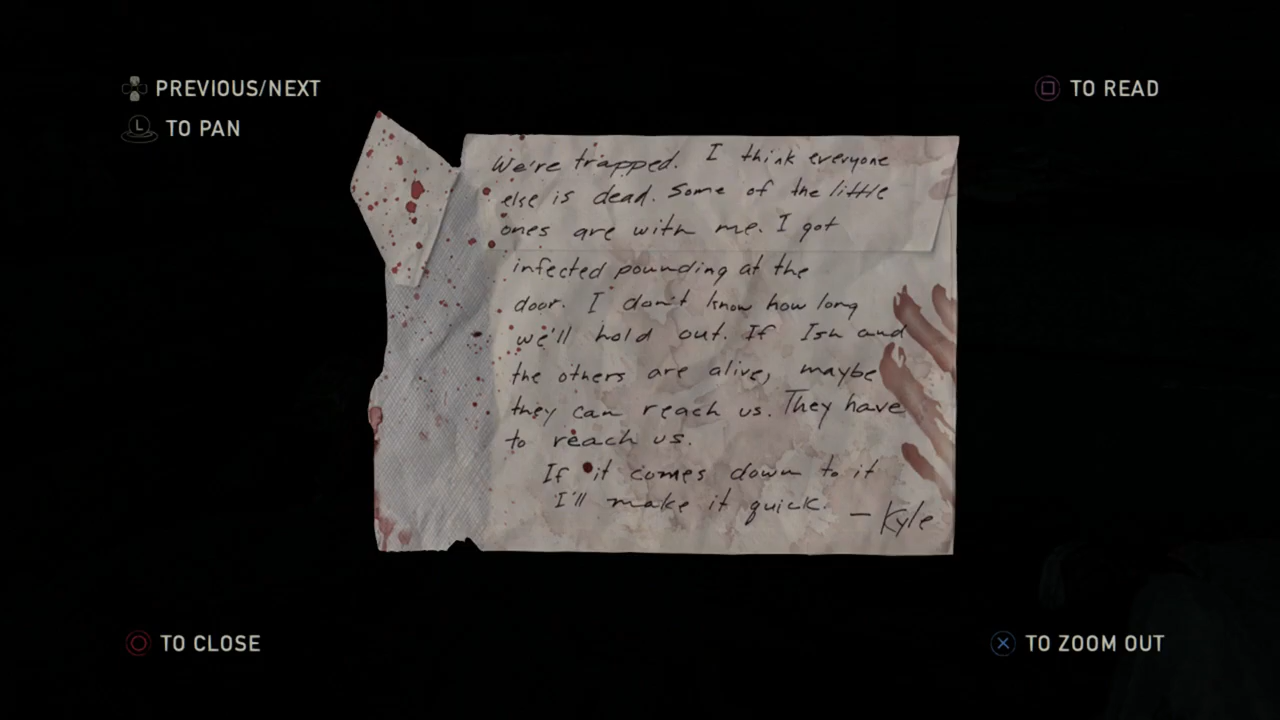 PREVIOUS/NEXT
L TO PAN
TO READ
We're trapped. I think everyone
else is dead. Some of the little
ones are with me. I got
infected pounding at the
door. I don't know how long
we'll hold out. If Ish and
the others are alive, maybe
they can reach us. They have
to reach us.
If it comes down to it
I'll make it quick. — Kyle
TO CLOSE
TO ZOOM OUT